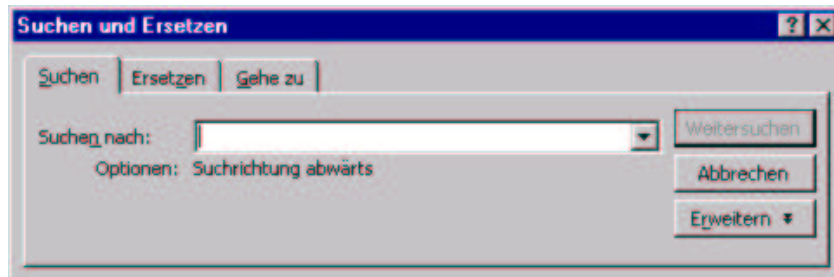 Suchen und Ersetzen
Suchen Ersetzen Gehe zu
Suchen nach:
Weitersuchen
Optionen: Suchrichtung abwärts
Abbrechen
Erweitern